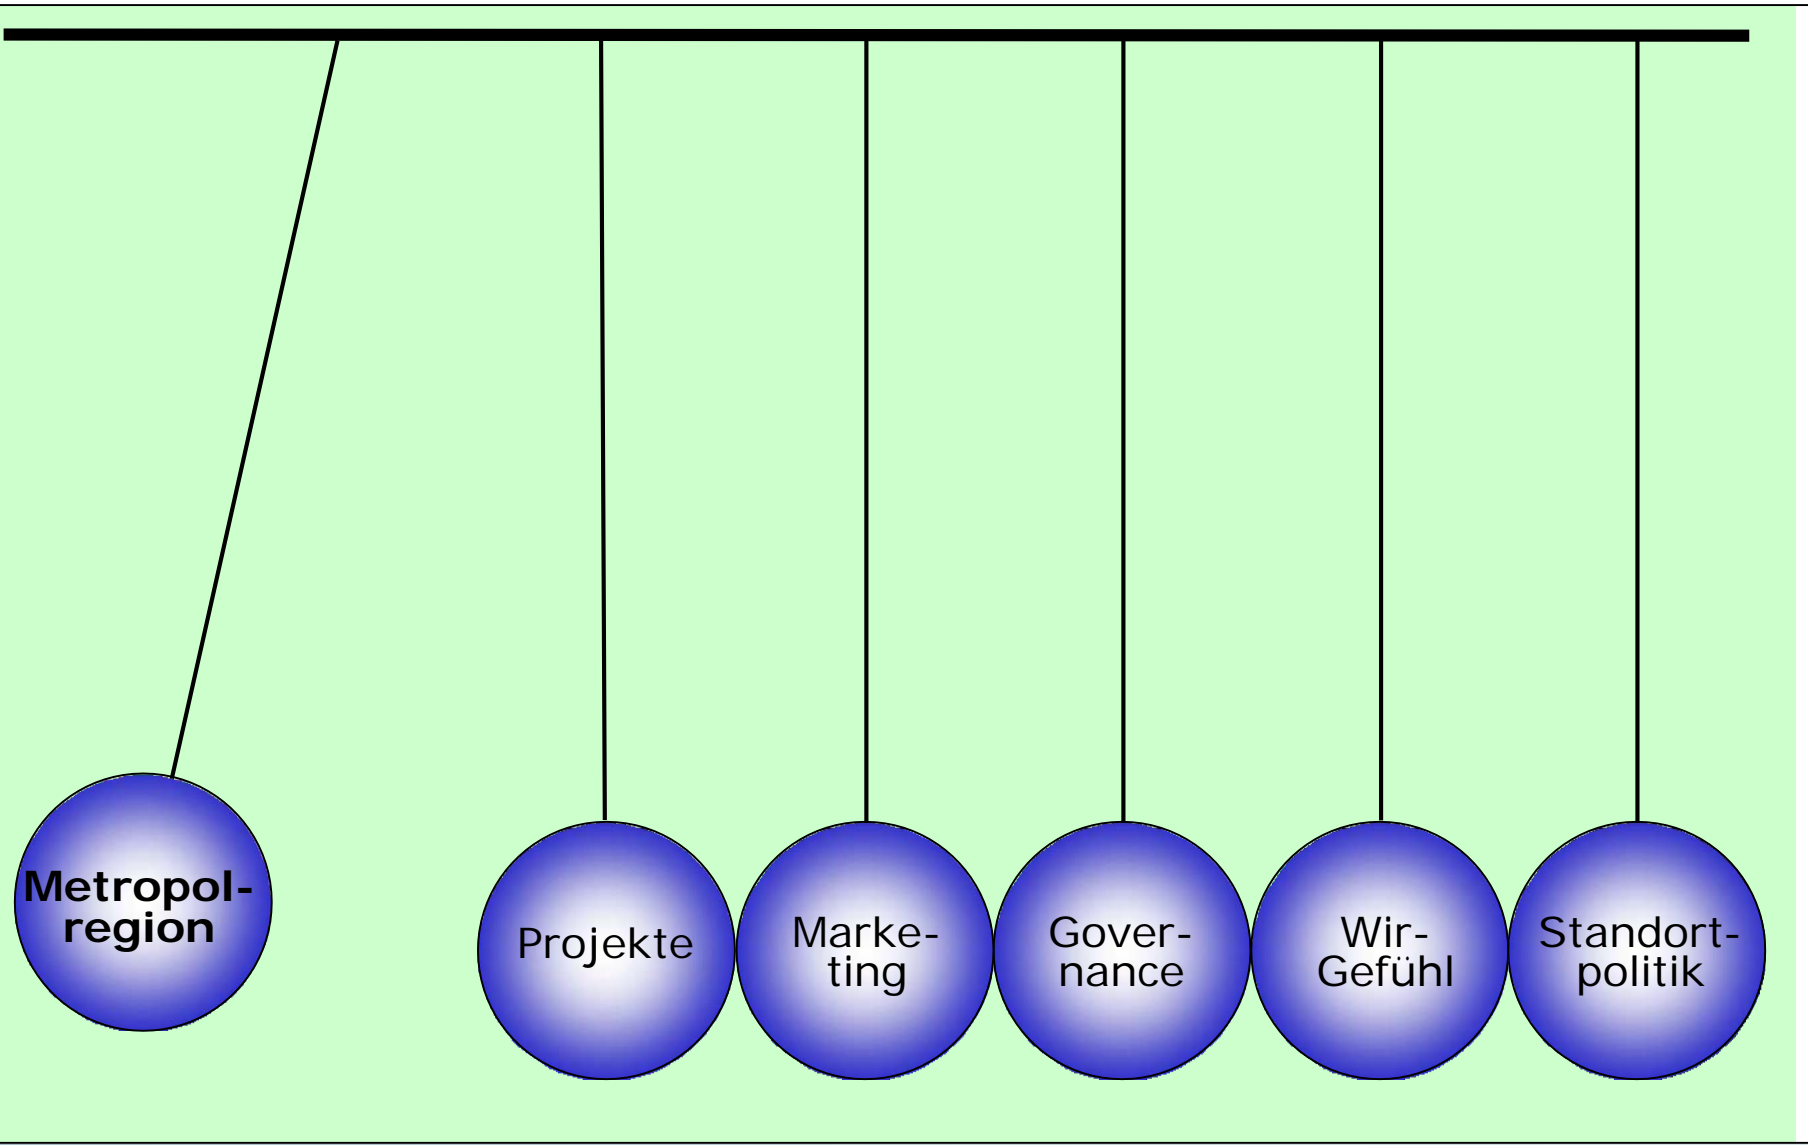 Metropol-
region
Projekte
Marke-
ting
Gover-
nance
Wir-
Gefühl
Standort-
politik